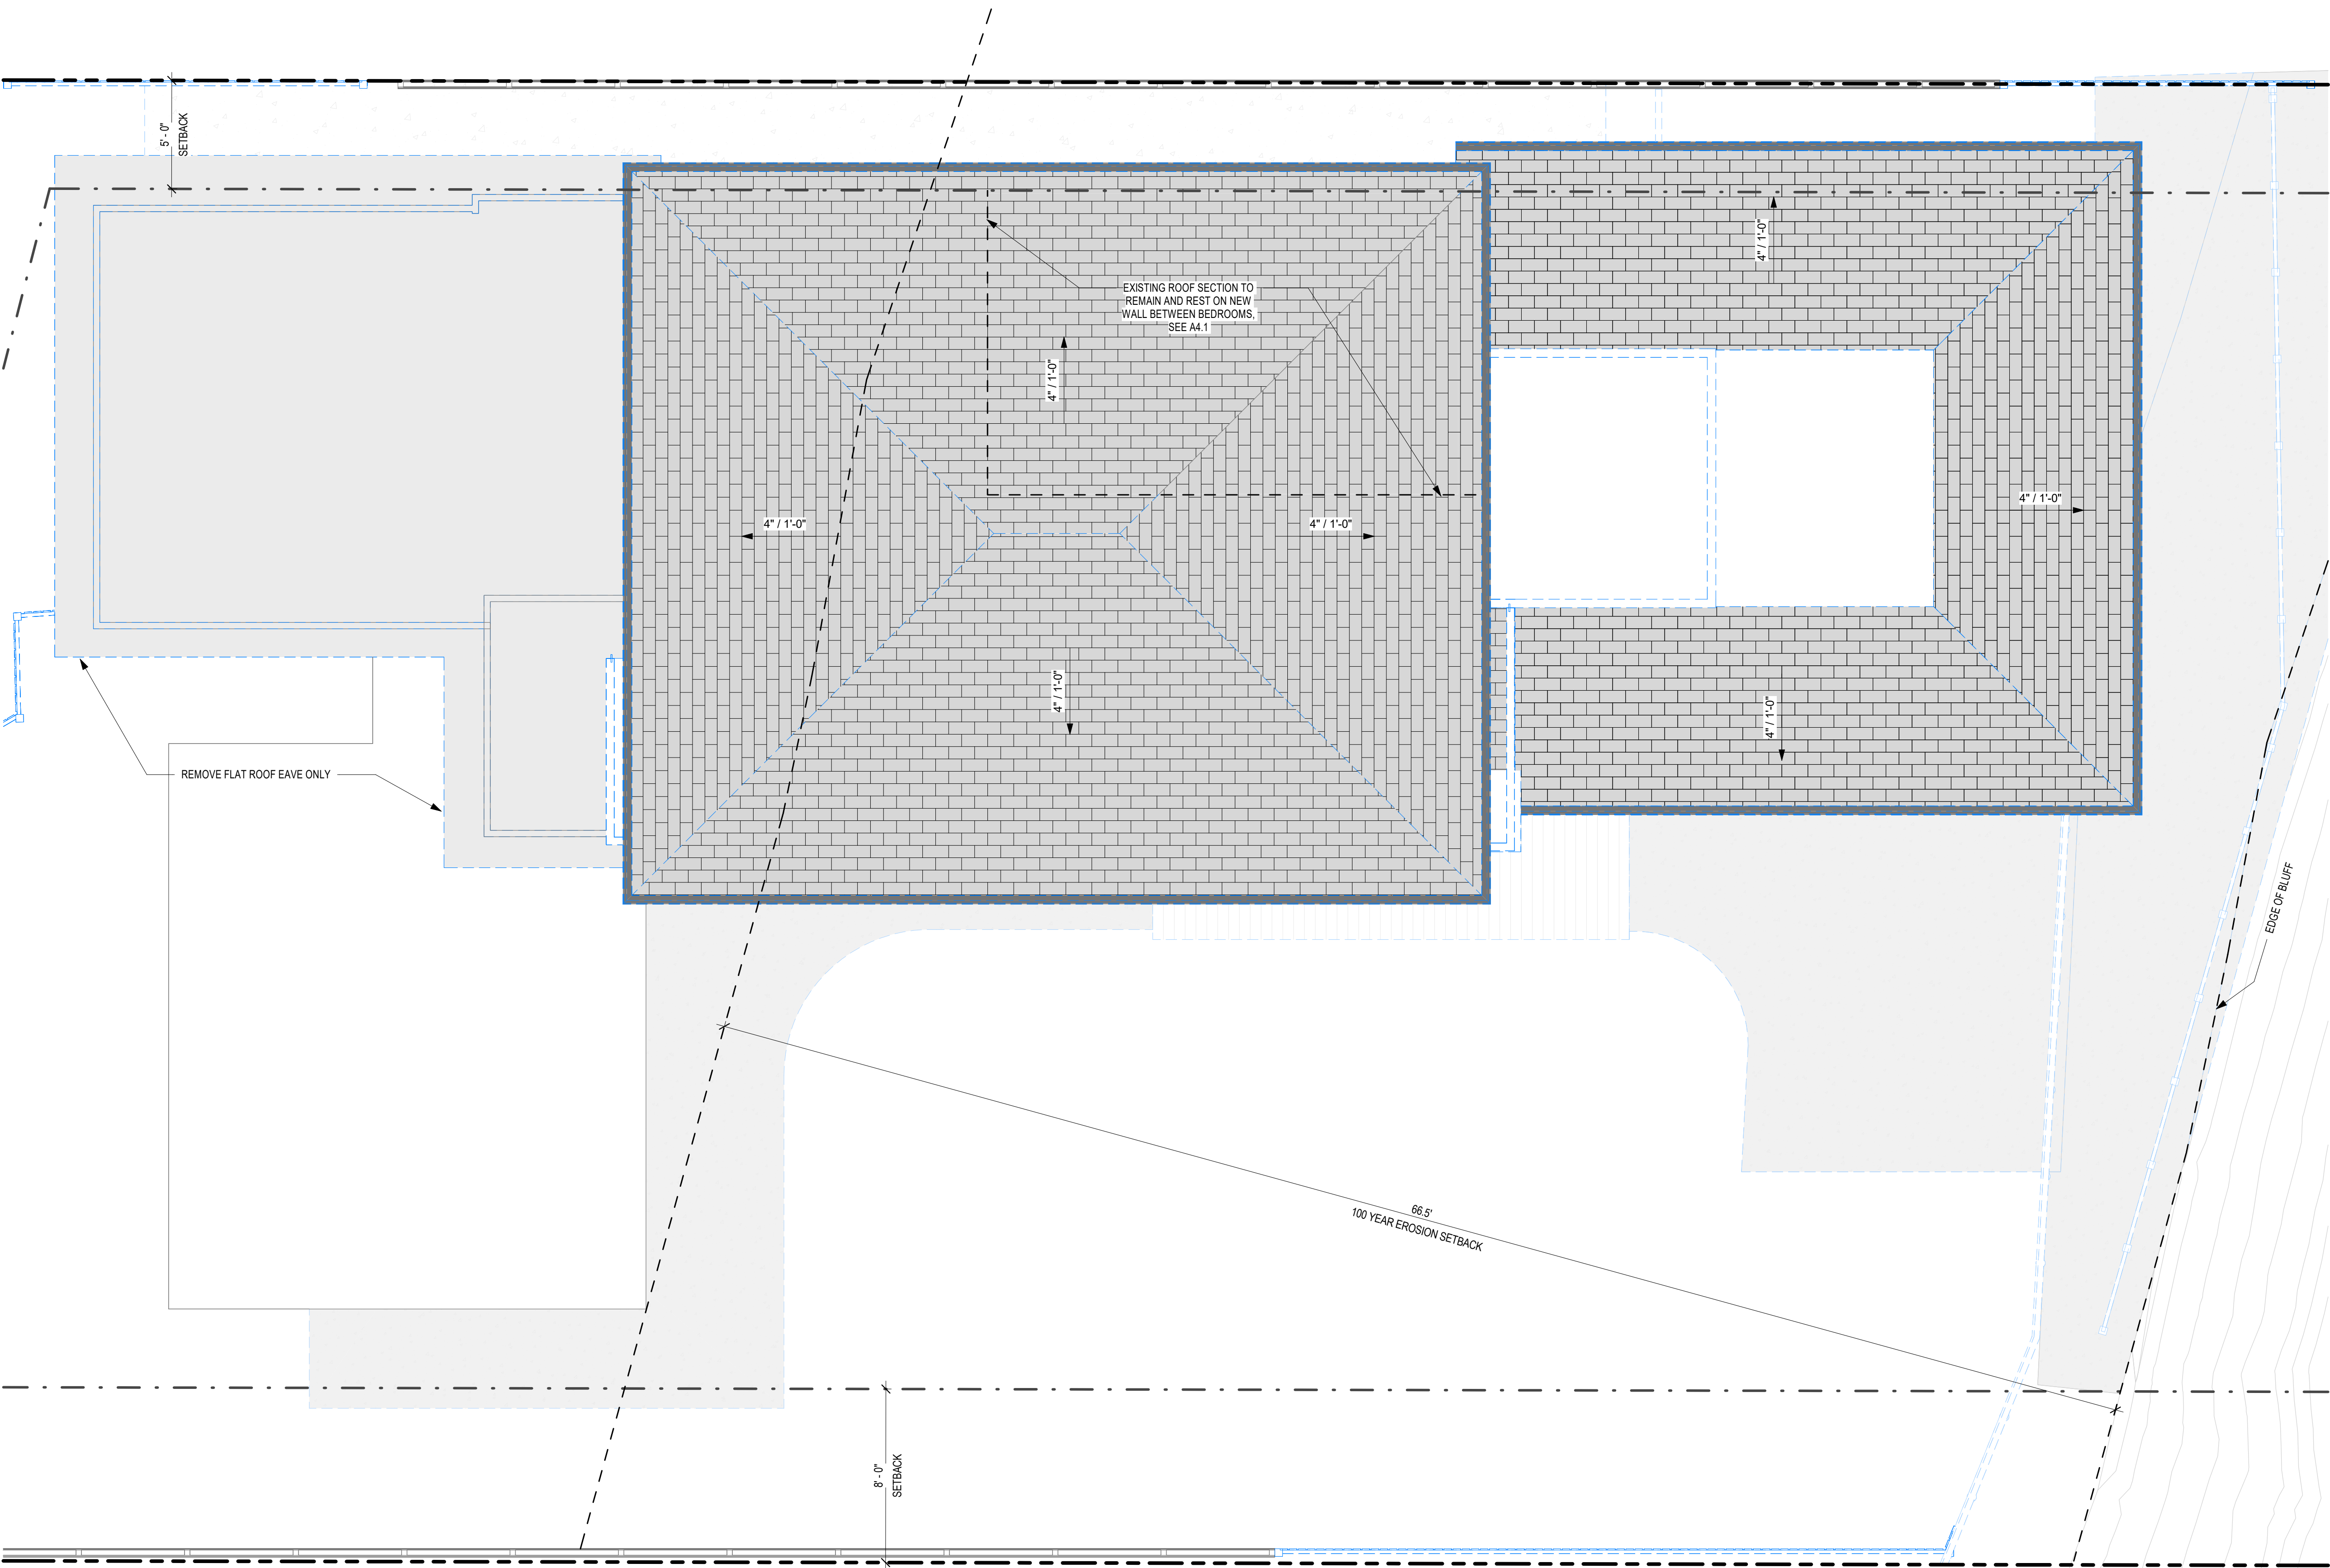 5' - 0"
SETBACK
4" / 1'-0"
EXISTING ROOF SECTION TO
REMAIN AND REST ON NEW
WALL BETWEEN BEDROOMS,
SEE A4.1
4" / 1'-0"
4" / 1'-0"
4" / 1'-0"
4" / 1'-0"
4" / 1'-0"
4" / 1'-0"
REMOVE FLAT ROOF EAVE ONLY
EDGE OF BLUFF
66.5'
100 YEAR EROSION SETBACK
8' - 0"
SETBACK